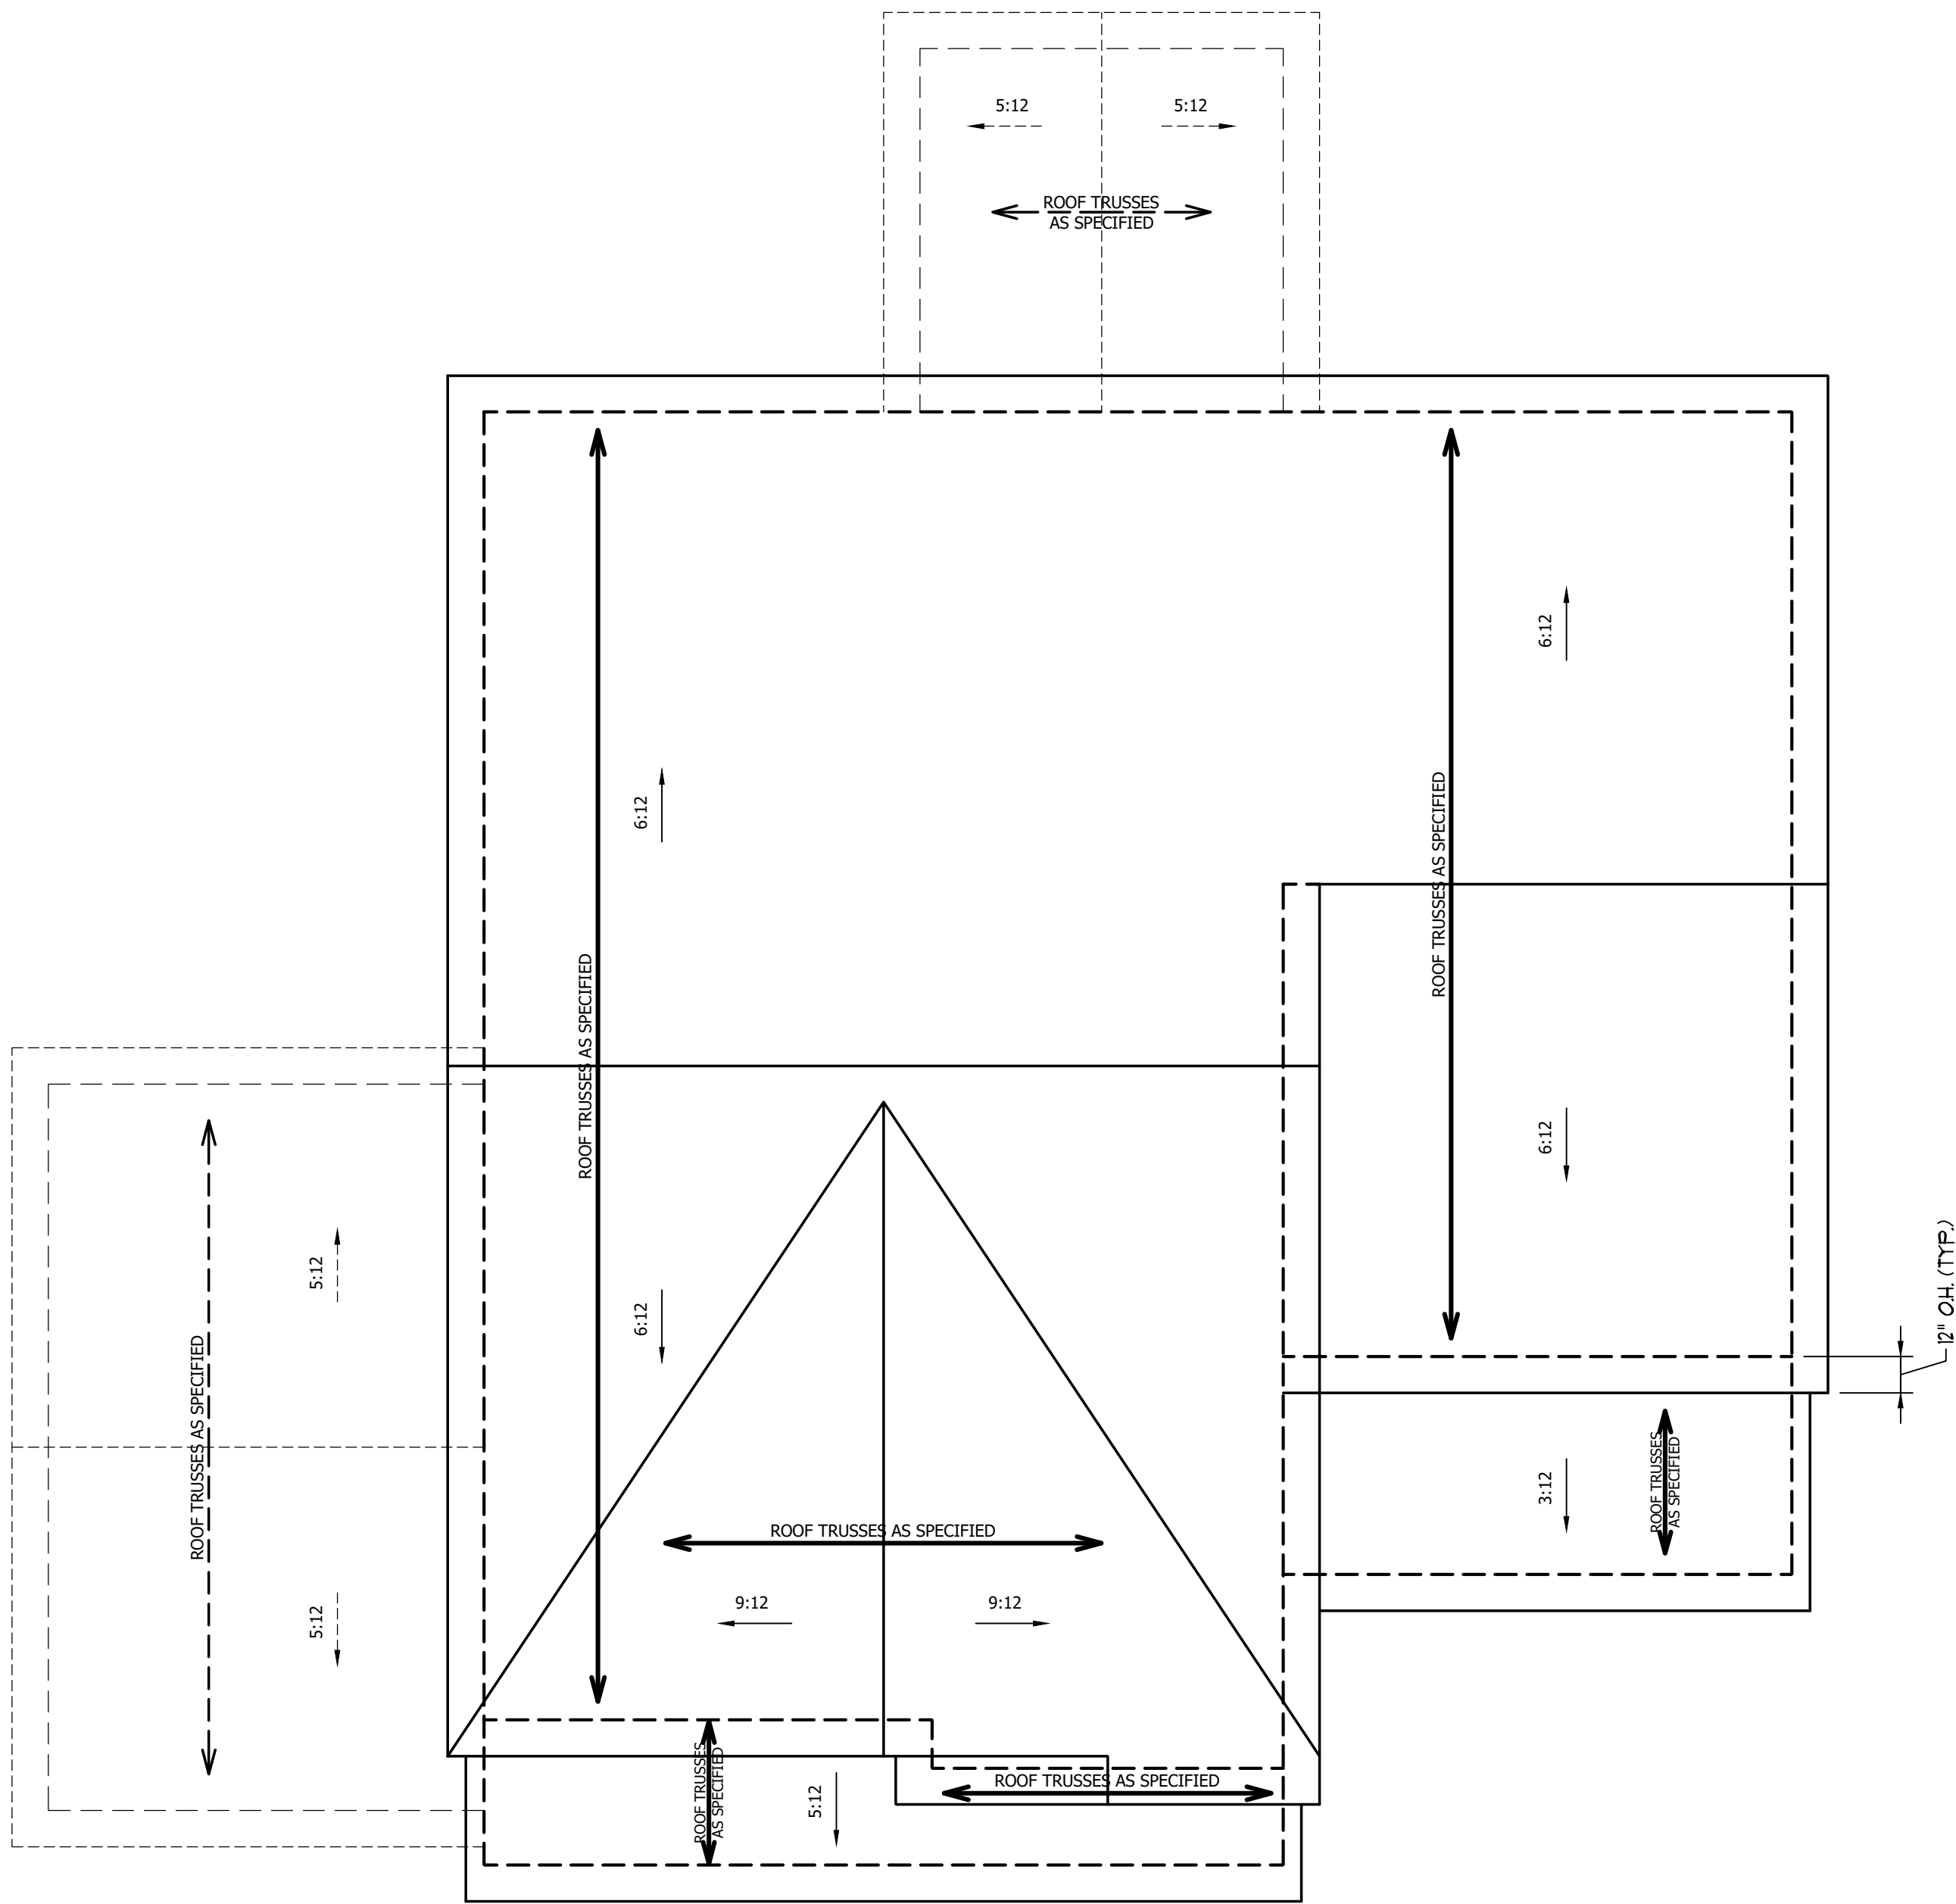 5:12
5:12
ROOF TRUSSES
AS SPECIFIED
6:12
6:12
ROOF TRUSSES AS SPECIFIED
ROOF TRUSSES AS SPECIFIED
6:12
6:12
12" O.H. (TYP.)
5:12
ROOF TRUSSES AS SPECIFIED
5:12
3:12
ROOF TRUSSES
AS SPECIFIED
ROOF TRUSSES AS SPECIFIED
9:12
9:12
ROOF TRUSSES
AS SPECIFIED
5:12
ROOF TRUSSES AS SPECIFIED